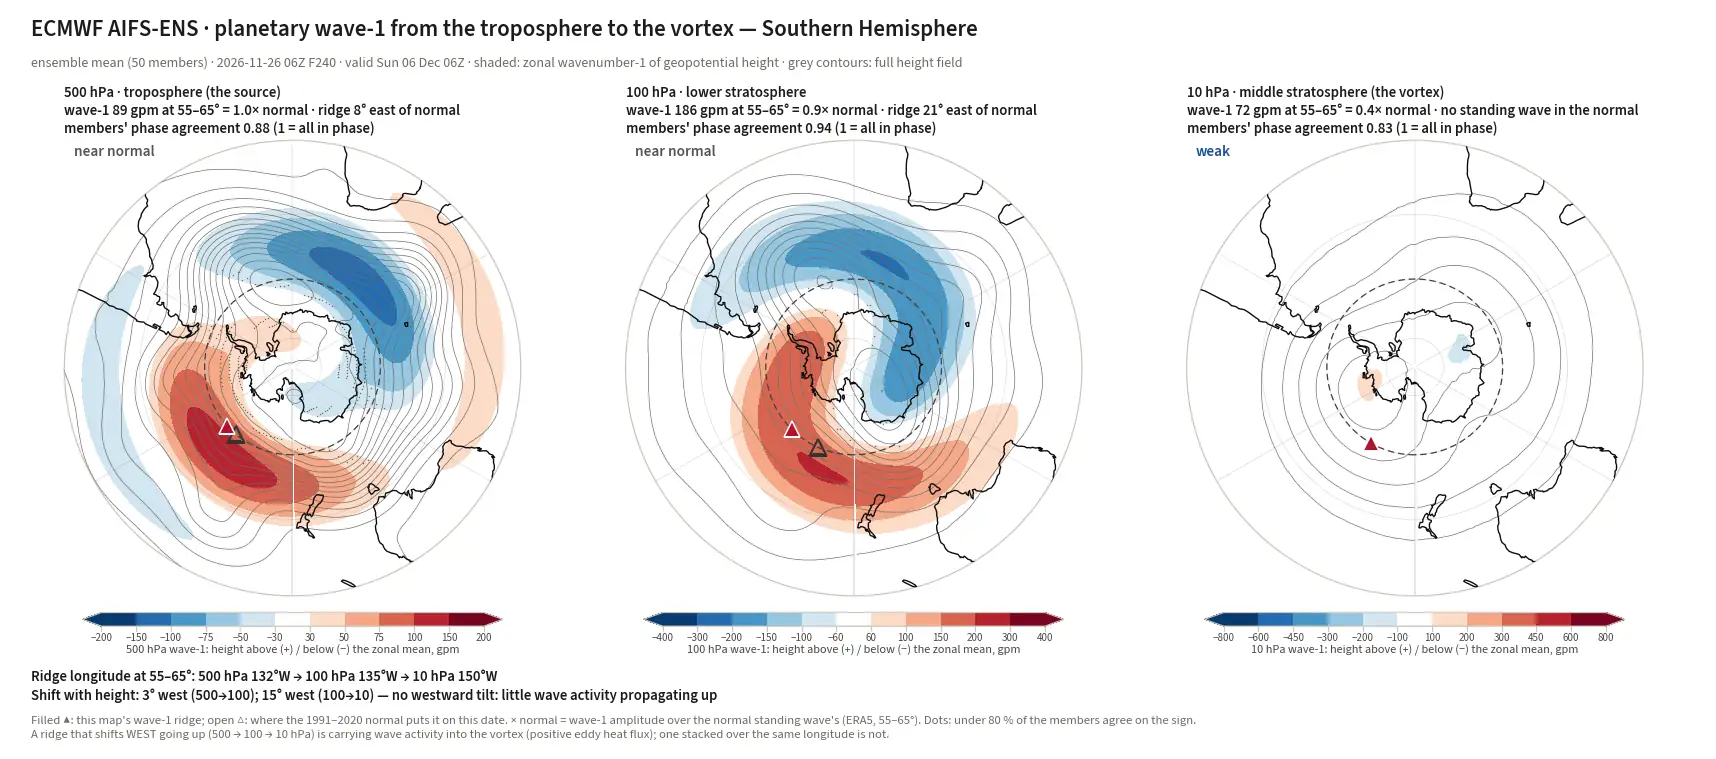 ECMWF AIFS-ENS · planetary wave-1 from the troposphere to the vortex — Southern Hemisphere
ensemble mean (50 members) · 2026-11-26 06Z F240 · valid Sun 06 Dec 06Z · shaded: zonal wavenumber-1 of geopotential height · grey contours: full height field
500 hPa · troposphere (the source)
wave-1 89 gpm at 55–65° = 1.0× normal · ridge 8° east of normal
members' phase agreement 0.88 (1 = all in phase)
near normal
−200 −150 −100 −75 −50 −30 30 50 75 100 150 200
500 hPa wave-1: height above (+) / below (−) the zonal mean, gpm
100 hPa · lower stratosphere
wave-1 186 gpm at 55–65° = 0.9× normal · ridge 21° east of normal
members' phase agreement 0.94 (1 = all in phase)
near normal
−400 −300 −200 −150 −100 −60 60 100 150 200 300 400
100 hPa wave-1: height above (+) / below (−) the zonal mean, gpm
10 hPa · middle stratosphere (the vortex)
wave-1 72 gpm at 55–65° = 0.4× normal · no standing wave in the normal
members' phase agreement 0.83 (1 = all in phase)
weak
−800 −600 −450 −300 −200 −100 100 200 300 450 600 800
10 hPa wave-1: height above (+) / below (−) the zonal mean, gpm
Ridge longitude at 55–65°: 500 hPa 132°W → 100 hPa 135°W → 10 hPa 150°W
Shift with height: 3° west (500→100); 15° west (100→10) — no westward tilt: little wave activity propagating up
Filled ▲: this map's wave-1 ridge; open △: where the 1991–2020 normal puts it on this date. × normal = wave-1 amplitude over the normal standing wave's (ERA5, 55–65°). Dots: under 80 % of the members agree on the sign.
A ridge that shifts WEST going up (500 → 100 → 10 hPa) is carrying wave activity into the vortex (positive eddy heat flux); one stacked over the same longitude is not.